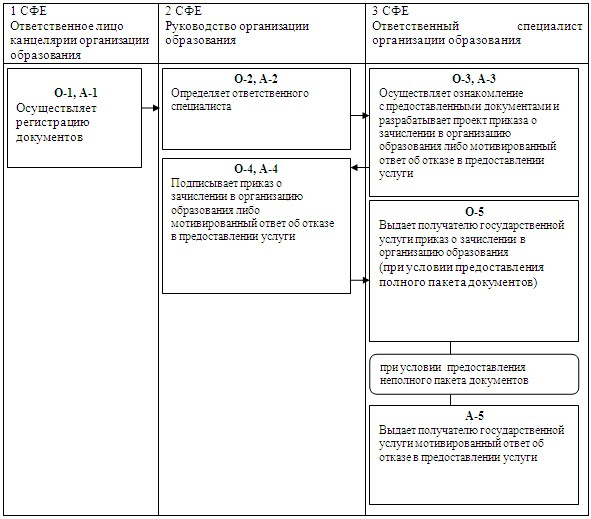 1 СФЕ
Ответственное лицо
канцелярии организации
образования
2 СФЕ
Руководство организации
образования
3 СФЕ
Ответственный специалист
организации образования
О-1, А-1
Осуществляет
регистрацию
документов
О-2, А-2
Определяет ответственного
специалиста
О-3, А-3
Осуществляет ознакомление
с предоставленными документами и
разрабатывает проект приказа о
зачислении в организацию
образования либо мотивированный
ответ об отказе в предоставлении
услуги
О-4, А-4
Подписывает приказ о
зачислении в организацию
образования либо
мотивированный ответ об отказе
в предоставлении услуги
О-5
Выдает получателю государственной
услуги приказ о зачислении в
организацию образования
(при условии предоставления
полного пакета документов)
при условии предоставления
неполного пакета документов
А-5
Выдает получателю государственной
услуги мотивированный ответ об
отказе в предоставлении услуги